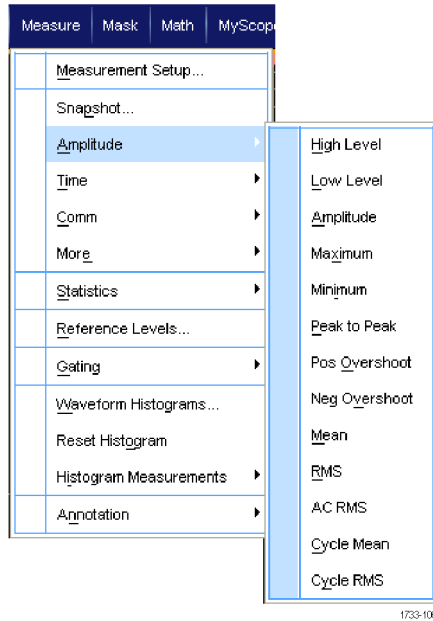 Measure Mask Math MyScop
Measurement Setup...
Snapshot...
Amplitude
Time
Comm
More
Statistics
Reference Levels...
Gating
Waveform Histograms...
Reset Histogram
Histogram Measurements
Annotation
High Level
Low Level
Amplitude
Maximum
Minimum
Peak to Peak
Pos Overshoot
Neg Overshoot
Mean
RMS
AC RMS
Cycle Mean
Cycle RMS
1733-10